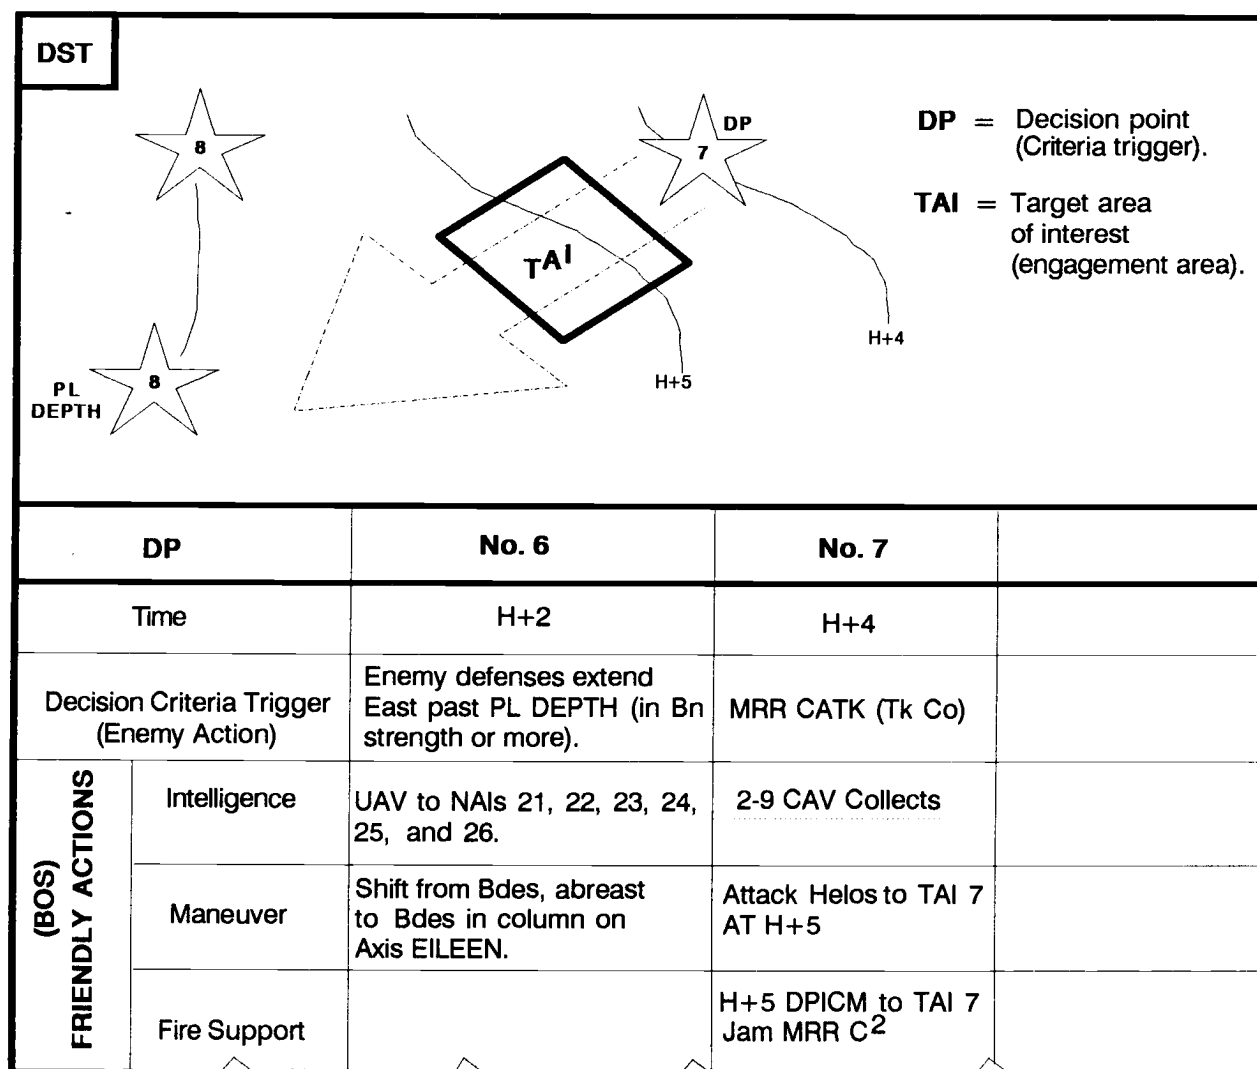 DST
8
DP
7
DP = Decision point
(Criteria trigger).
TAI = Target area
of interest
(engagement area).
TAI
H+4
H+5
8
PL
DEPTH
DP
No. 6
No. 7
Time
H+2
H+4
Decision Criteria Trigger
(Enemy Action)
Enemy defenses extend
East past PL DEPTH (in Bn
strength or more).
MRR CATK (Tk Co)
(BOS)
FRIENDLY ACTIONS
Intelligence
UAV to NAIs 21, 22, 23, 24,
25, and 26.
2-9 CAV Collects
Maneuver
Shift from Bdes, abreast
to Bdes in column on
Axis EILEEN.
Attack Helos to TAI 7
AT H+5
Fire Support
H+5 DPICM to TAI 7
Jam MRR C2